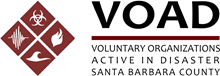 VOAD
VOLUNTARY ORGANIZATIONS
ACTIVE IN DISASTER
SANTA BARBARA COUNTY